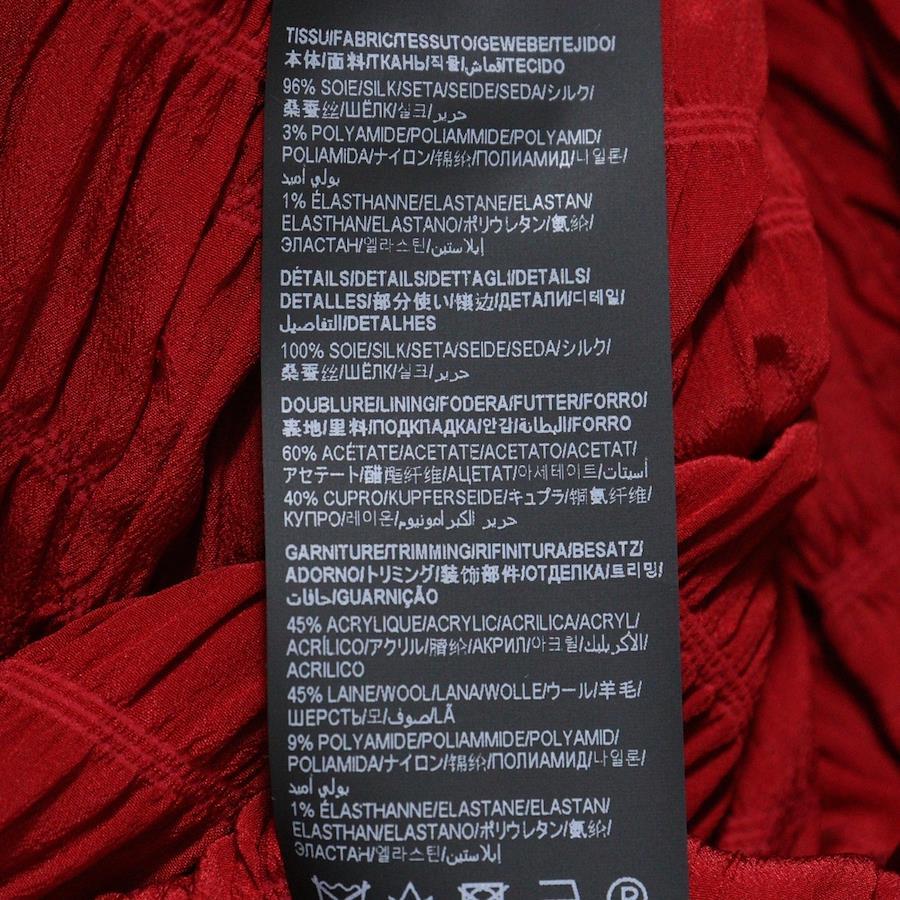 TISSU/FABRIC/TESSUTO/GEWEBE/TEJIDO/
本体/面料/ТКАНЬ/직물/قماش/TECIDO
96% SOIE/SILK/SETA/SEIDE/SEDA/シルク/
桑蚕丝/ШЁЛК/실크/حرير
3% POLYAMIDE/POLIAMMIDE/POLYAMID/
POLIAMIDA/ナイロン/锦纶/ПОЛИАМИД/나일론/
بولي أميد
1% ÉLASTHANNE/ELASTANE/ELASTAN/
ELASTHAN/ELASTANO/ポリウレタン/氨纶/
ЭЛАСТАН/엘라스틴/إيلاستين
DÉTAILS/DETAILS/DETTAGLI/DETAILS/
DETALLES/部分使い/镶边/ДЕТАЛИ/디테일/
التفاصيل/DETALHES
100% SOIE/SILK/SETA/SEIDE/SEDA/シルク/
桑蚕丝/ШЁЛК/실크/حرير
DOUBLURE/LINING/FODERA/FUTTER/FORRO/
裏地/里料/ПОДКЛАДКА/안감/البطانة/FORRO
60% ACÉTATE/ACETATE/ACETATO/ACETAT/
アセテート/醋酯纤维/АЦЕТАТ/아세테이트/أسيتات
40% CUPRO/KUPFERSEIDE/キュプラ/铜氨纤维/
КУПРО/레이온/حرير الكبرامونيوم
GARNITURE/TRIMMING/RIFINITURA/BESATZ/
ADORNO/トリミング/装饰部件/ОТДЕЛКА/트리밍/
حافات/GUARNIÇÃO
45% ACRYLIQUE/ACRYLIC/ACRILICA/ACRYL/
ACRÍLICO/アクリル/腈纶/АКРИЛ/아크릴/الأكريليك/
ACRILICO
45% LAINE/WOOL/LANA/WOLLE/ウール/羊毛/
ШЕРСТЬ/모/صوف/LÃ
9% POLYAMIDE/POLIAMMIDE/POLYAMID/
POLIAMIDA/ナイロン/锦纶/ПОЛИАМИД/나일론/
بولي أميد
1% ÉLASTHANNE/ELASTANE/ELASTAN/
ELASTHAN/ELASTANO/ポリウレタン/氨纶/
ЭЛАСТАН/엘라스틴/إيلاستين
P